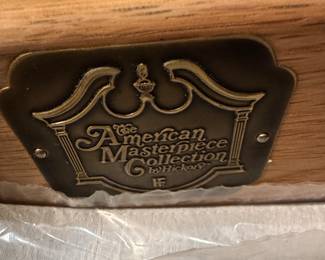 The
American
Masterpiece
Collection
by Hickory